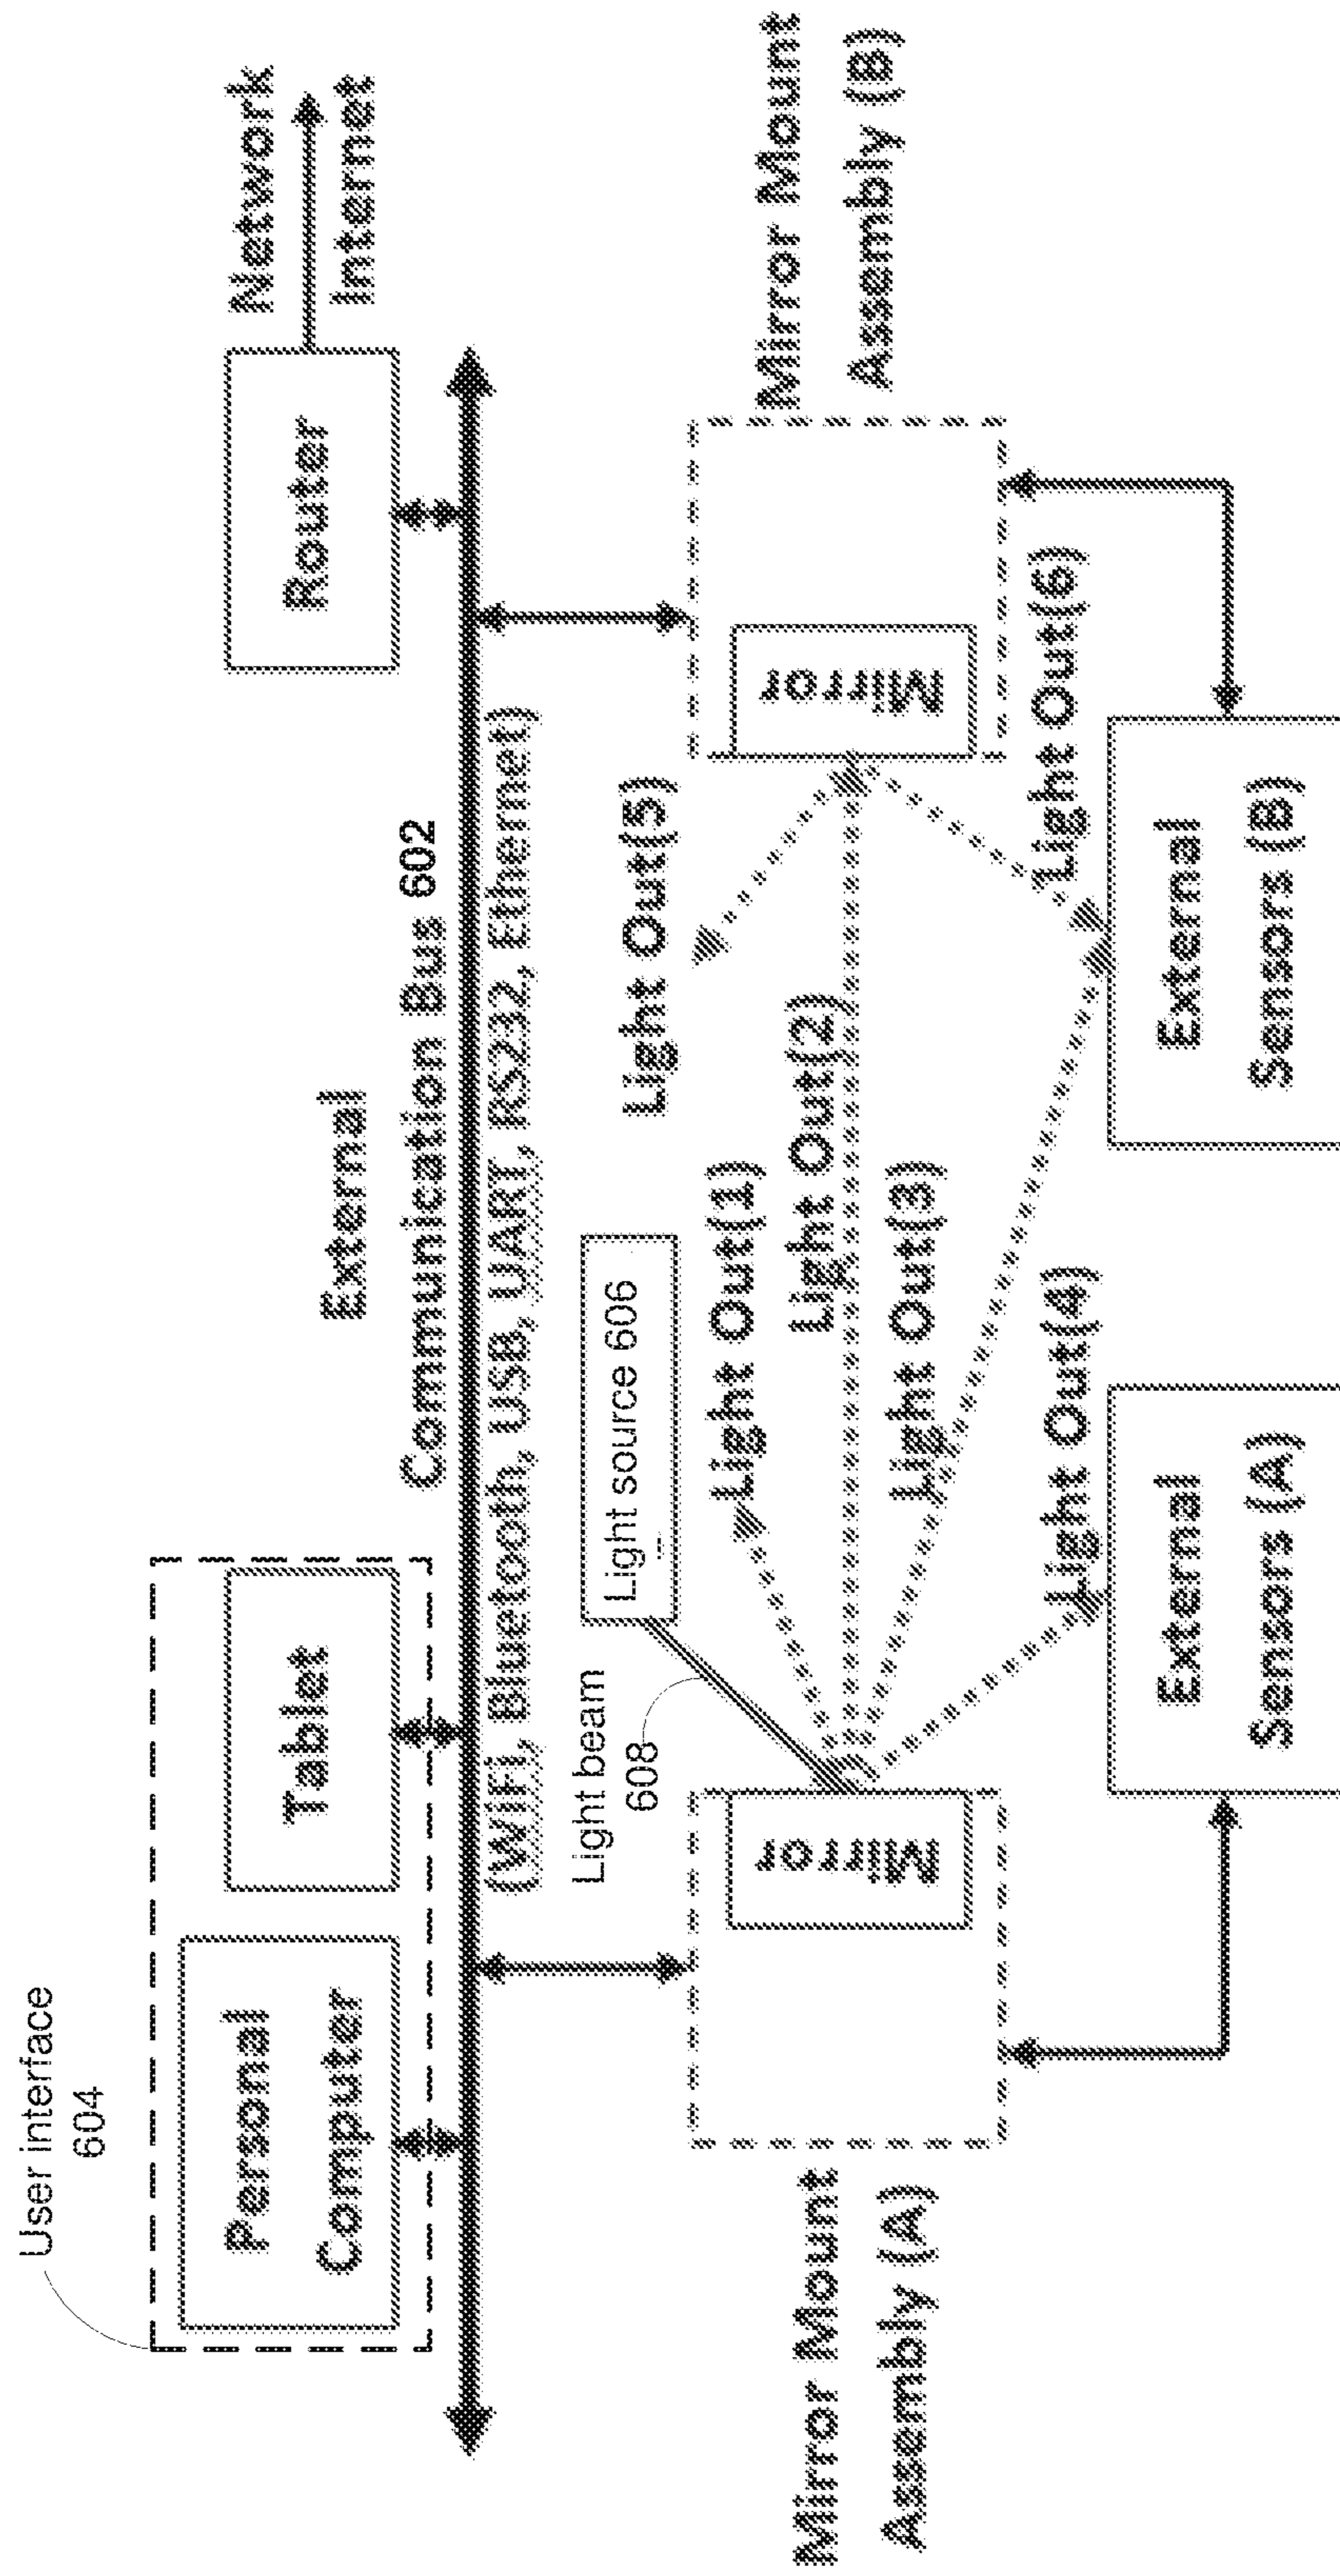 User interface
604
Personal
Computer
Tablet
Router
Network
Internet
External
Communication Bus 602
(WiFi, Bluetooth, USB, UART, RS232, Ethernet)
Light beam
608
Light source 606
Light Out(1)
Light Out(2)
Light Out(3)
Light Out(4)
Light Out(5)
Light Out(6)
Mirror
Mirror
Mirror Mount
Assembly (A)
Mirror Mount
Assembly (B)
External
Sensors (A)
External
Sensors (B)